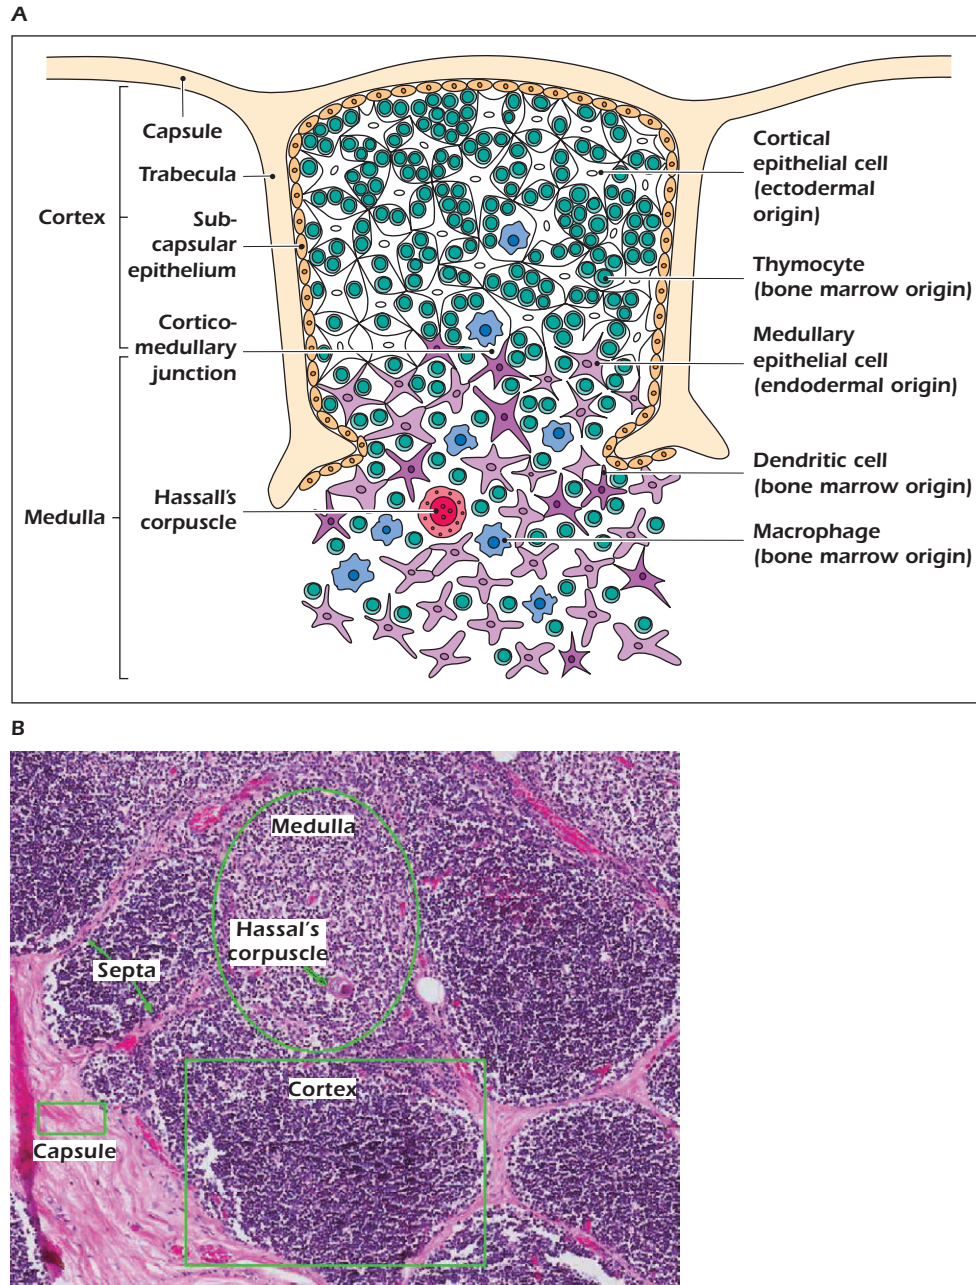 A
Capsule
Trabecula
Cortex
Sub-
capsular
epithelium
Cortico-
medullary
junction
Hassall's
corpuscle
Medulla
Cortical
epithelial cell
(ectodermal
origin)
Thymocyte
(bone marrow origin)
Medullary
epithelial cell
(endodermal origin)
Dendritic cell
(bone marrow origin)
Macrophage
(bone marrow origin)
B
Medulla
Hassal's
corpuscle
Septa
Cortex
Capsule